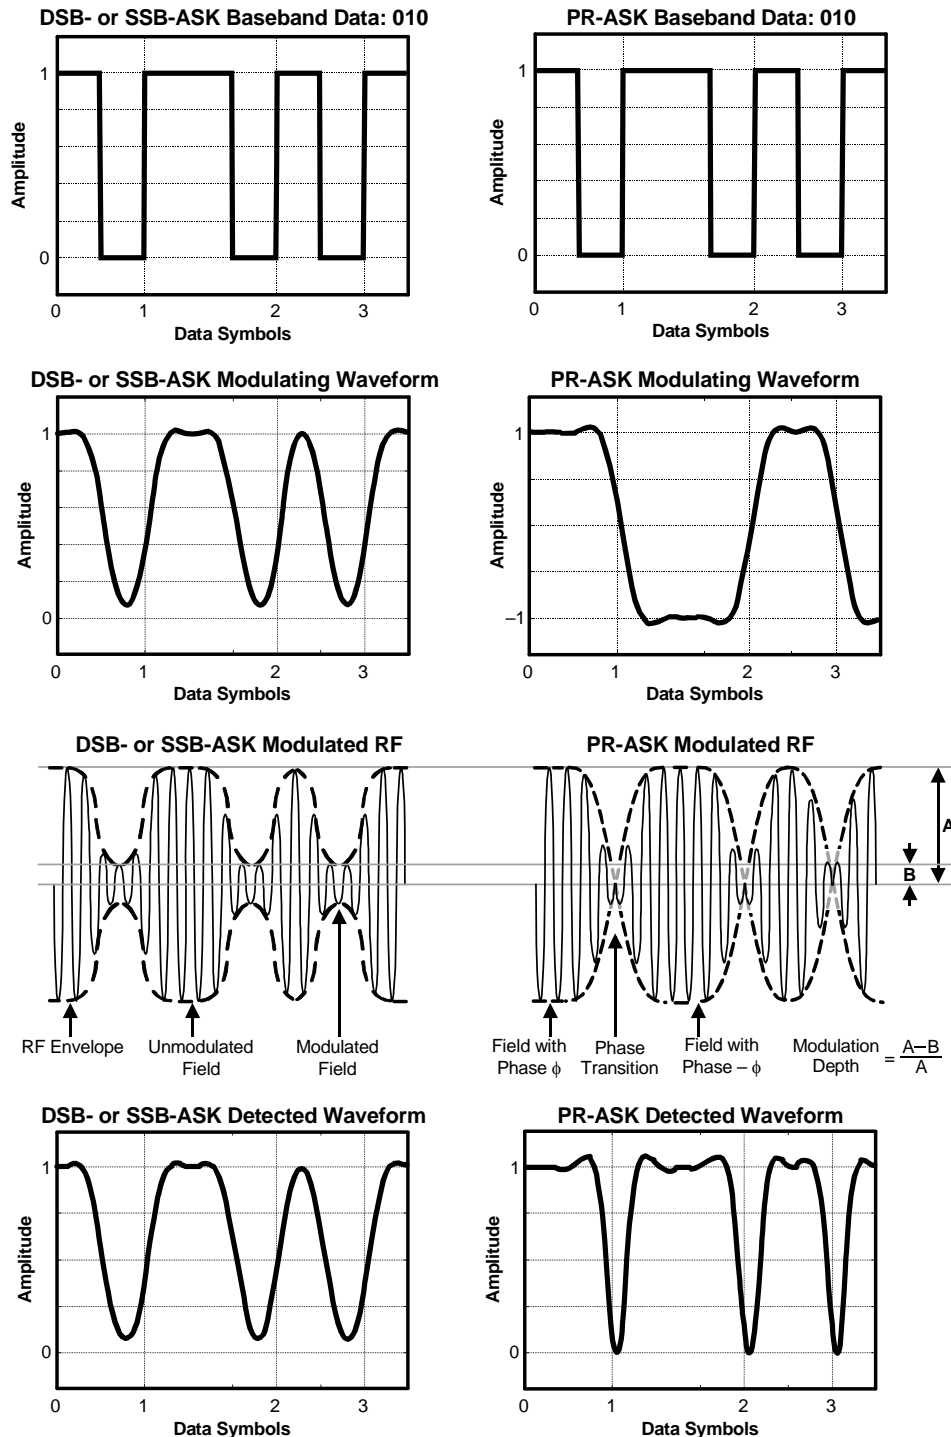 DSB- or SSB-ASK Baseband Data: 010
1
0
Amplitude
0 1 2 3
Data Symbols
PR-ASK Baseband Data: 010
1
0
Amplitude
0 1 2 3
Data Symbols
DSB- or SSB-ASK Modulating Waveform
1
0
Amplitude
0 1 2 3
Data Symbols
PR-ASK Modulating Waveform
1
–1
Amplitude
0 1 2 3
Data Symbols
DSB- or SSB-ASK Modulated RF
RF Envelope
Unmodulated
Field
Modulated
Field
PR-ASK Modulated RF
A
B
Field with
Phase ϕ
Phase
Transition
Field with
Phase – ϕ
Modulation
Depth = A–B
A
DSB- or SSB-ASK Detected Waveform
1
0
Amplitude
0 1 2 3
Data Symbols
PR-ASK Detected Waveform
1
0
Amplitude
0 1 2 3
Data Symbols